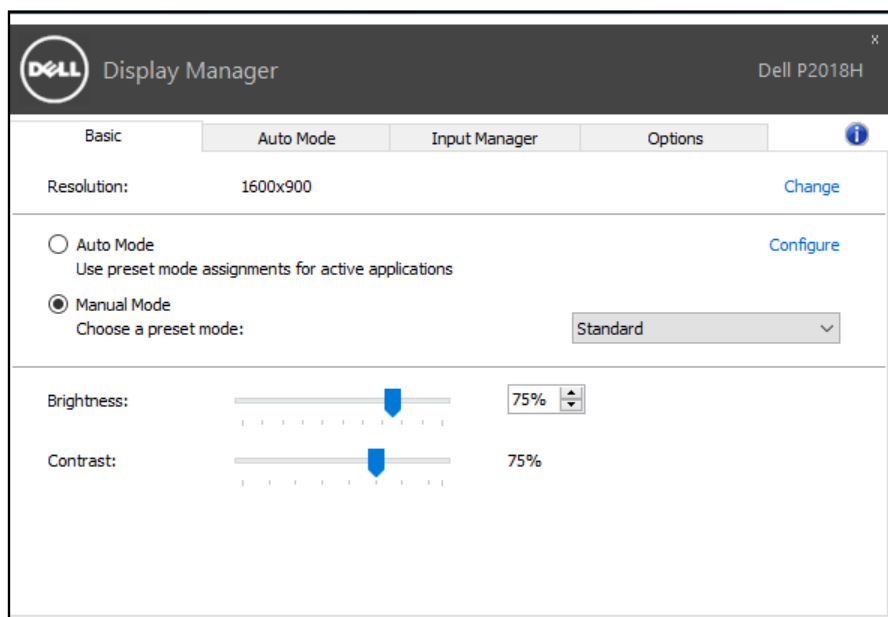 DELL Display Manager Dell P2018H x
Basic Auto Mode Input Manager Options i
Resolution: 1600x900 Change
Auto Mode Configure
Use preset mode assignments for active applications
Manual Mode
Choose a preset mode: Standard
Brightness: 75%
Contrast: 75%